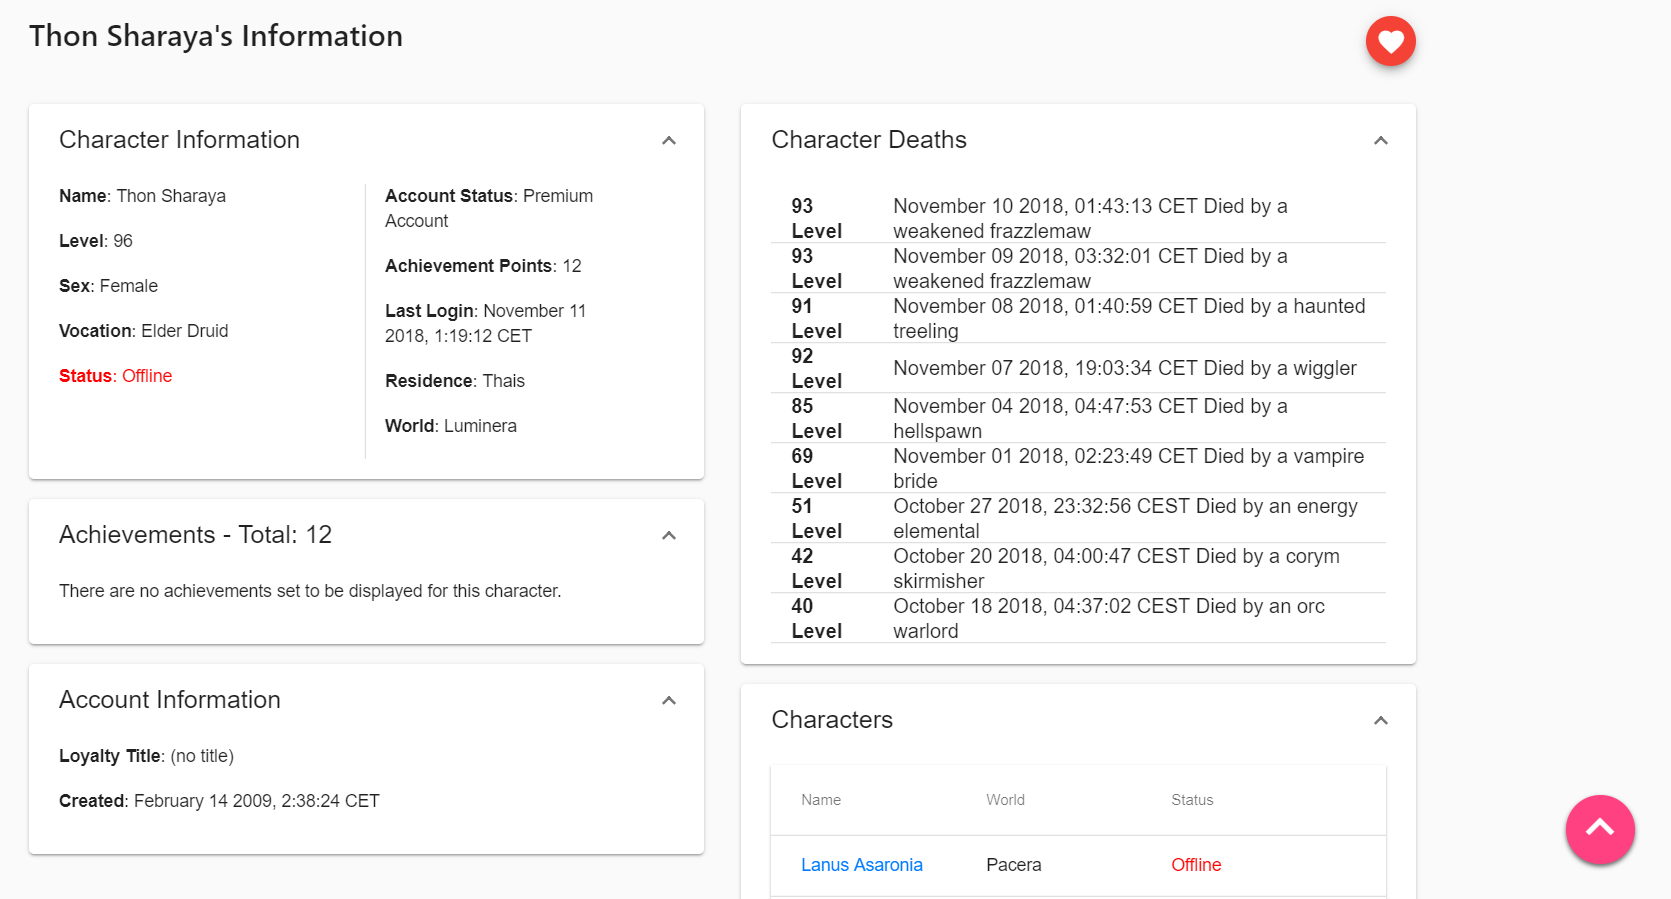 Thon Sharaya's Information
Character Information
Name: Thon Sharaya
Level: 96
Sex: Female
Vocation: Elder Druid
Status: Offline
Account Status: Premium
Account
Achievement Points: 12
Last Login: November 11
2018, 1:19:12 CET
Residence: Thais
World: Luminera
Achievements - Total: 12
There are no achievements set to be displayed for this character.
Account Information
Loyalty Title: (no title)
Created: February 14 2009, 2:38:24 CET
Character Deaths
93 November 10 2018, 01:43:13 CET Died by a
Level weakened frazzlemaw
93 November 09 2018, 03:32:01 CET Died by a
Level weakened frazzlemaw
91 November 08 2018, 01:40:59 CET Died by a haunted
Level treeling
92
Level November 07 2018, 19:03:34 CET Died by a wiggler
85 November 04 2018, 04:47:53 CET Died by a
Level hellspawn
69 November 01 2018, 02:23:49 CET Died by a vampire
Level bride
51 October 27 2018, 23:32:56 CEST Died by an energy
Level elemental
42 October 20 2018, 04:00:47 CEST Died by a corym
Level skirmisher
40 October 18 2018, 04:37:02 CEST Died by an orc
Level warlord
Characters
Name World Status
Lanus Asaronia Pacera Offline